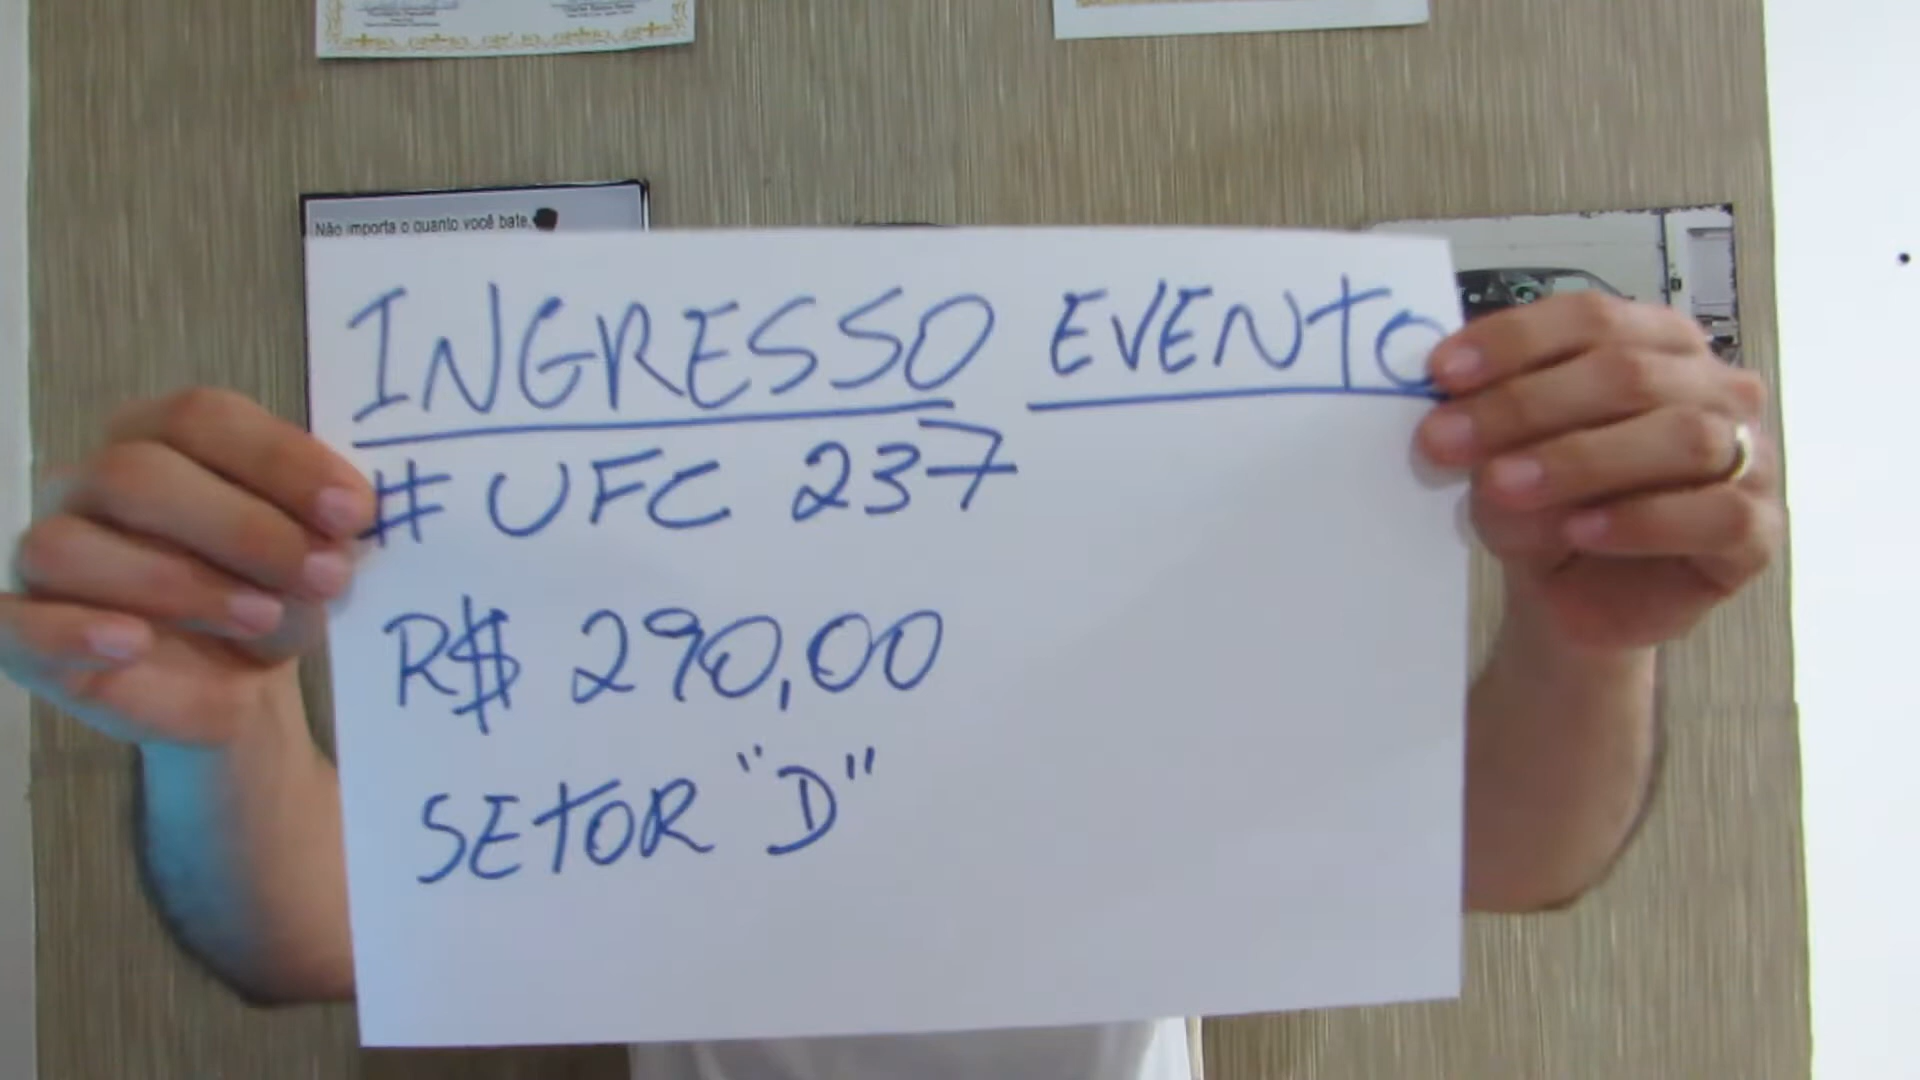 Não importa o quanto você bate,
INGRESSO EVENTO
# UFC 237
R$ 290,00
SETOR "D"